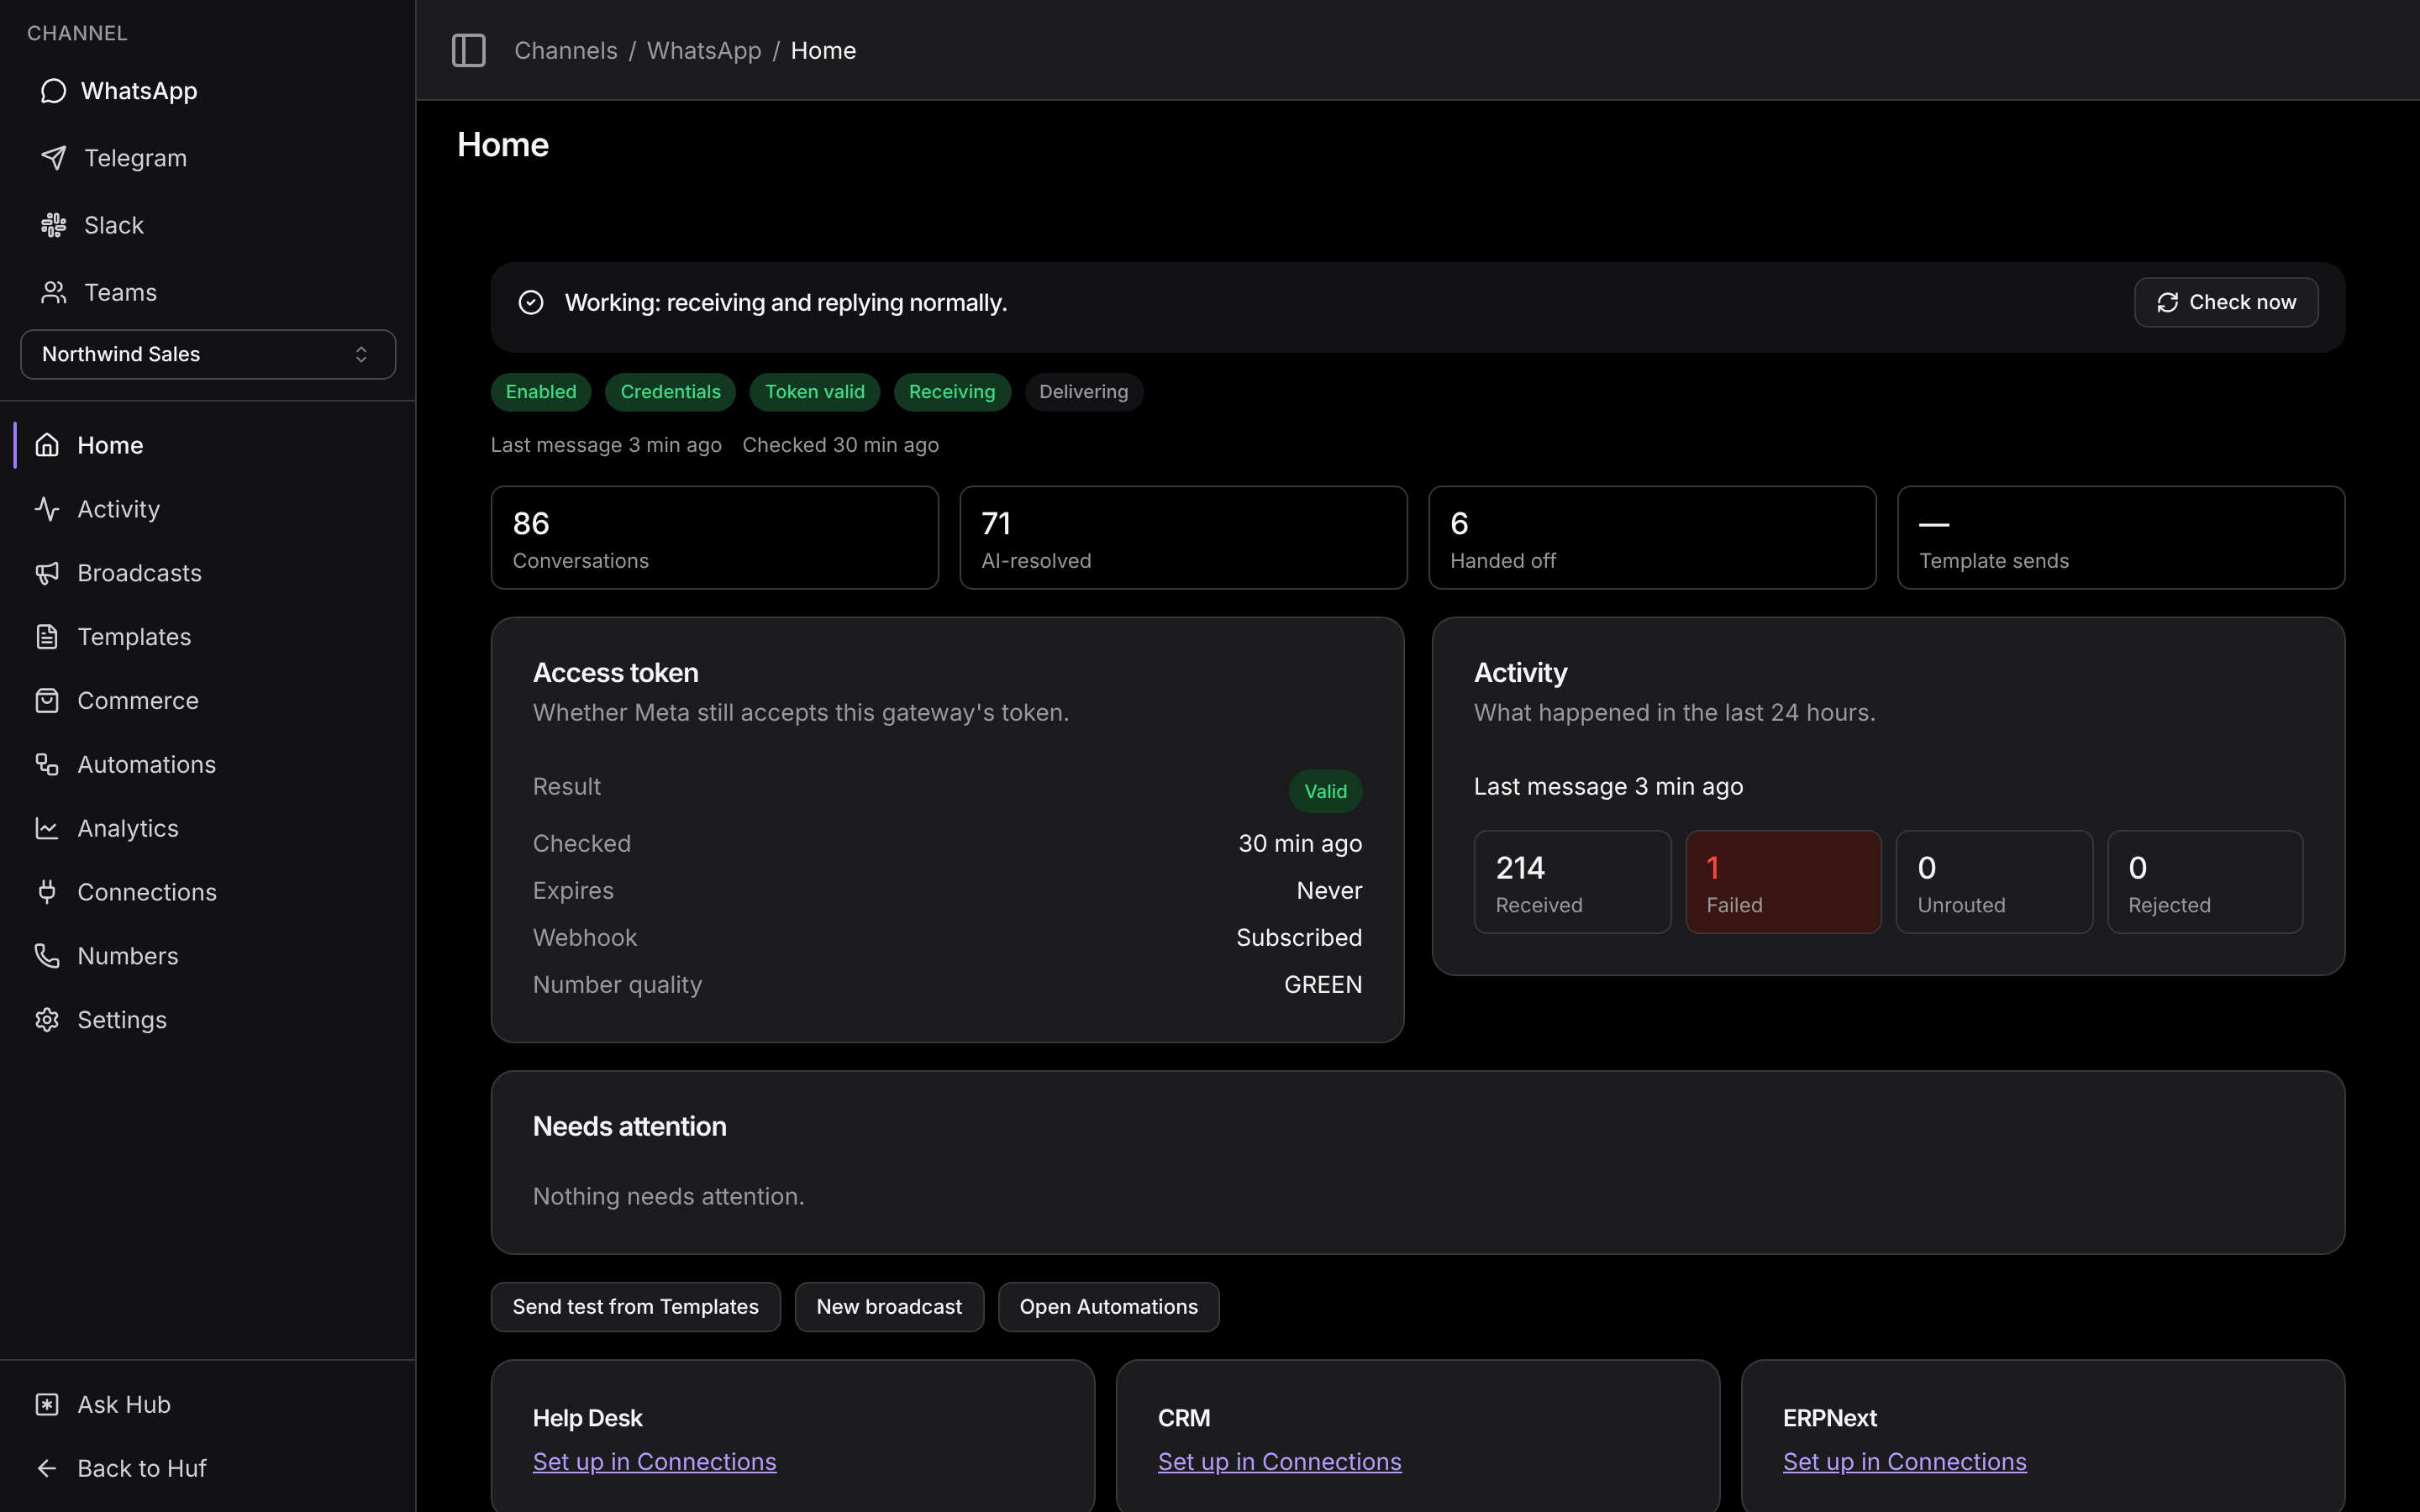 CHANNEL
WhatsApp
Telegram
Slack
Teams
Northwind Sales
Home
Activity
Broadcasts
Templates
Commerce
Automations
Analytics
Connections
Numbers
Settings
Ask Hub
Back to Huf
Channels / WhatsApp / Home
Home
Working: receiving and replying normally.
Check now
Enabled Credentials Token valid Receiving Delivering
Last message 3 min ago Checked 30 min ago
86
Conversations
71
AI-resolved
6
Handed off
—
Template sends
Access token
Whether Meta still accepts this gateway's token.
Result Valid
Checked 30 min ago
Expires Never
Webhook Subscribed
Number quality GREEN
Activity
What happened in the last 24 hours.
Last message 3 min ago
214
Received
1
Failed
0
Unrouted
0
Rejected
Needs attention
Nothing needs attention.
Send test from Templates New broadcast Open Automations
Help Desk
Set up in Connections
CRM
Set up in Connections
ERPNext
Set up in Connections